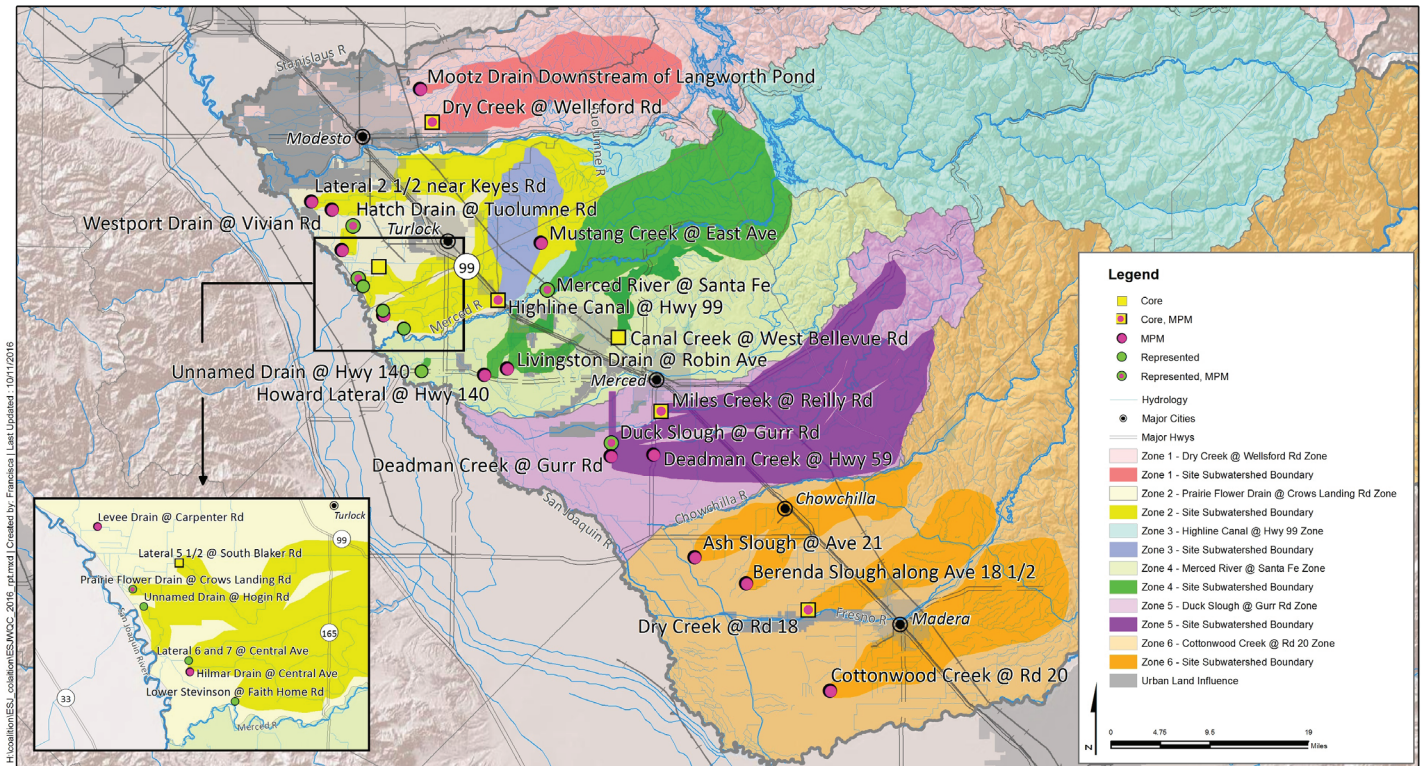 H:\coalition\ESJ_colaition\ESJWQC_2016_rpt.mxd | Created by: Francisca | Last Updated : 10/11/2016
Stanislaus R
Mootz Drain Downstream of Langworth Pond
Dry Creek @ Wellsford Rd
Modesto
Tuolumne R
Lateral 2 1/2 near Keyes Rd
Hatch Drain @ Tuolumne Rd
Westport Drain @ Vivian Rd
Turlock
Mustang Creek @ East Ave
99
Merced River @ Santa Fe
Merced R
Highline Canal @ Hwy 99
Canal Creek @ West Bellevue Rd
Livingston Drain @ Robin Ave
Unnamed Drain @ Hwy 140
Merced
Howard Lateral @ Hwy 140
Miles Creek @ Reilly Rd
Duck Slough @ Gurr Rd
Deadman Creek @ Gurr Rd
Deadman Creek @ Hwy 59
San Joaquin R
Chowchilla R
Chowchilla
Ash Slough @ Ave 21
Berenda Slough along Ave 18 1/2
Dry Creek @ Rd 18
Fresno R
Madera
Cottonwood Creek @ Rd 20
Turlock
Levee Drain @ Carpenter Rd
99
Lateral 5 1/2 @ South Blaker Rd
Prairie Flower Drain @ Crows Landing Rd
Unnamed Drain @ Hogin Rd
San Joaquin River
165
Lateral 6 and 7 @ Central Ave
Hilmar Drain @ Central Ave
Lower Stevinson @ Faith Home Rd
33
Merced R
Legend
Core
Core, MPM
MPM
Represented
Represented, MPM
Hydrology
Major Cities
Major Hwys
Zone 1 - Dry Creek @ Wellsford Rd Zone
Zone 1 - Site Subwatershed Boundary
Zone 2 - Prairie Flower Drain @ Crows Landing Rd Zone
Zone 2 - Site Subwatershed Boundary
Zone 3 - Highline Canal @ Hwy 99 Zone
Zone 3 - Site Subwatershed Boundary
Zone 4 - Merced River @ Santa Fe Zone
Zone 4 - Site Subwatershed Boundary
Zone 5 - Duck Slough @ Gurr Rd Zone
Zone 5 - Site Subwatershed Boundary
Zone 6 - Cottonwood Creek @ Rd 20 Zone
Zone 6 - Site Subwatershed Boundary
Urban Land Influence
N
0 4.75 9.5 19
Miles